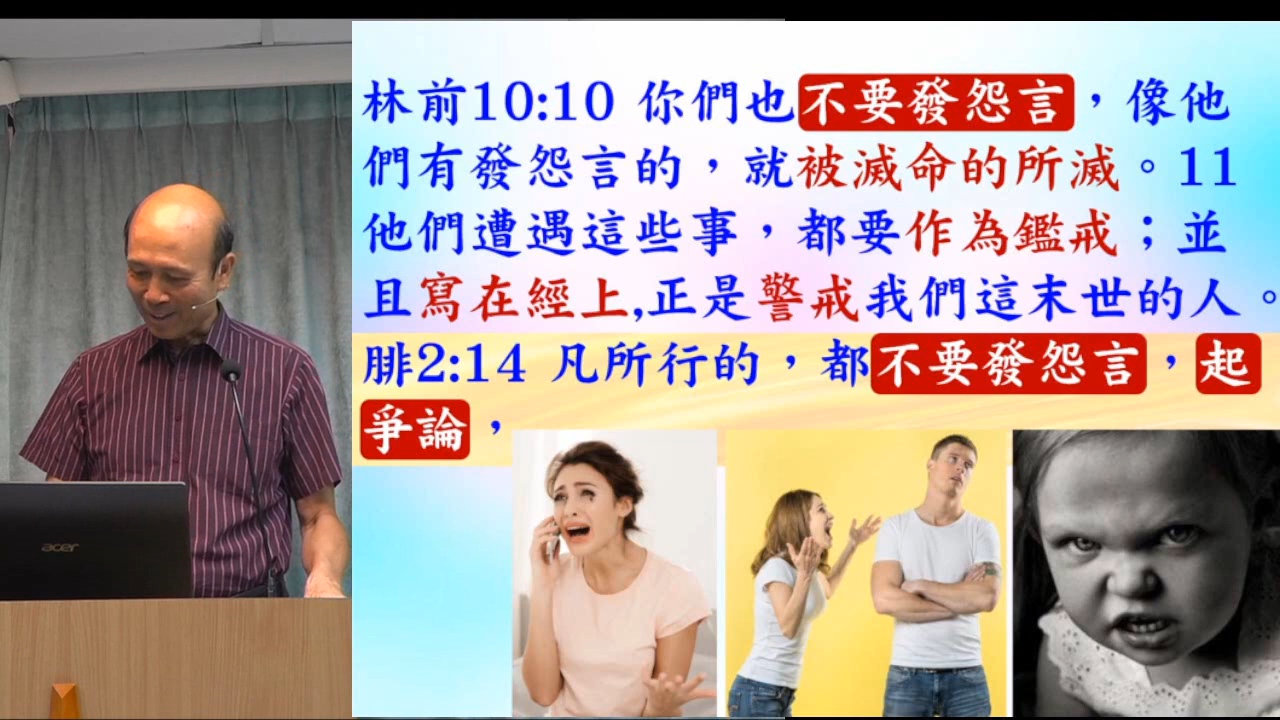 林前10:10 你們也不要發怨言，像他
們有發怨言的，就被滅命的所滅。11
他們遭遇這些事，都要作為鑑戒；並
且寫在經上,正是警戒我們這末世的人。
腓2:14 凡所行的，都不要發怨言，起
爭論，
acer